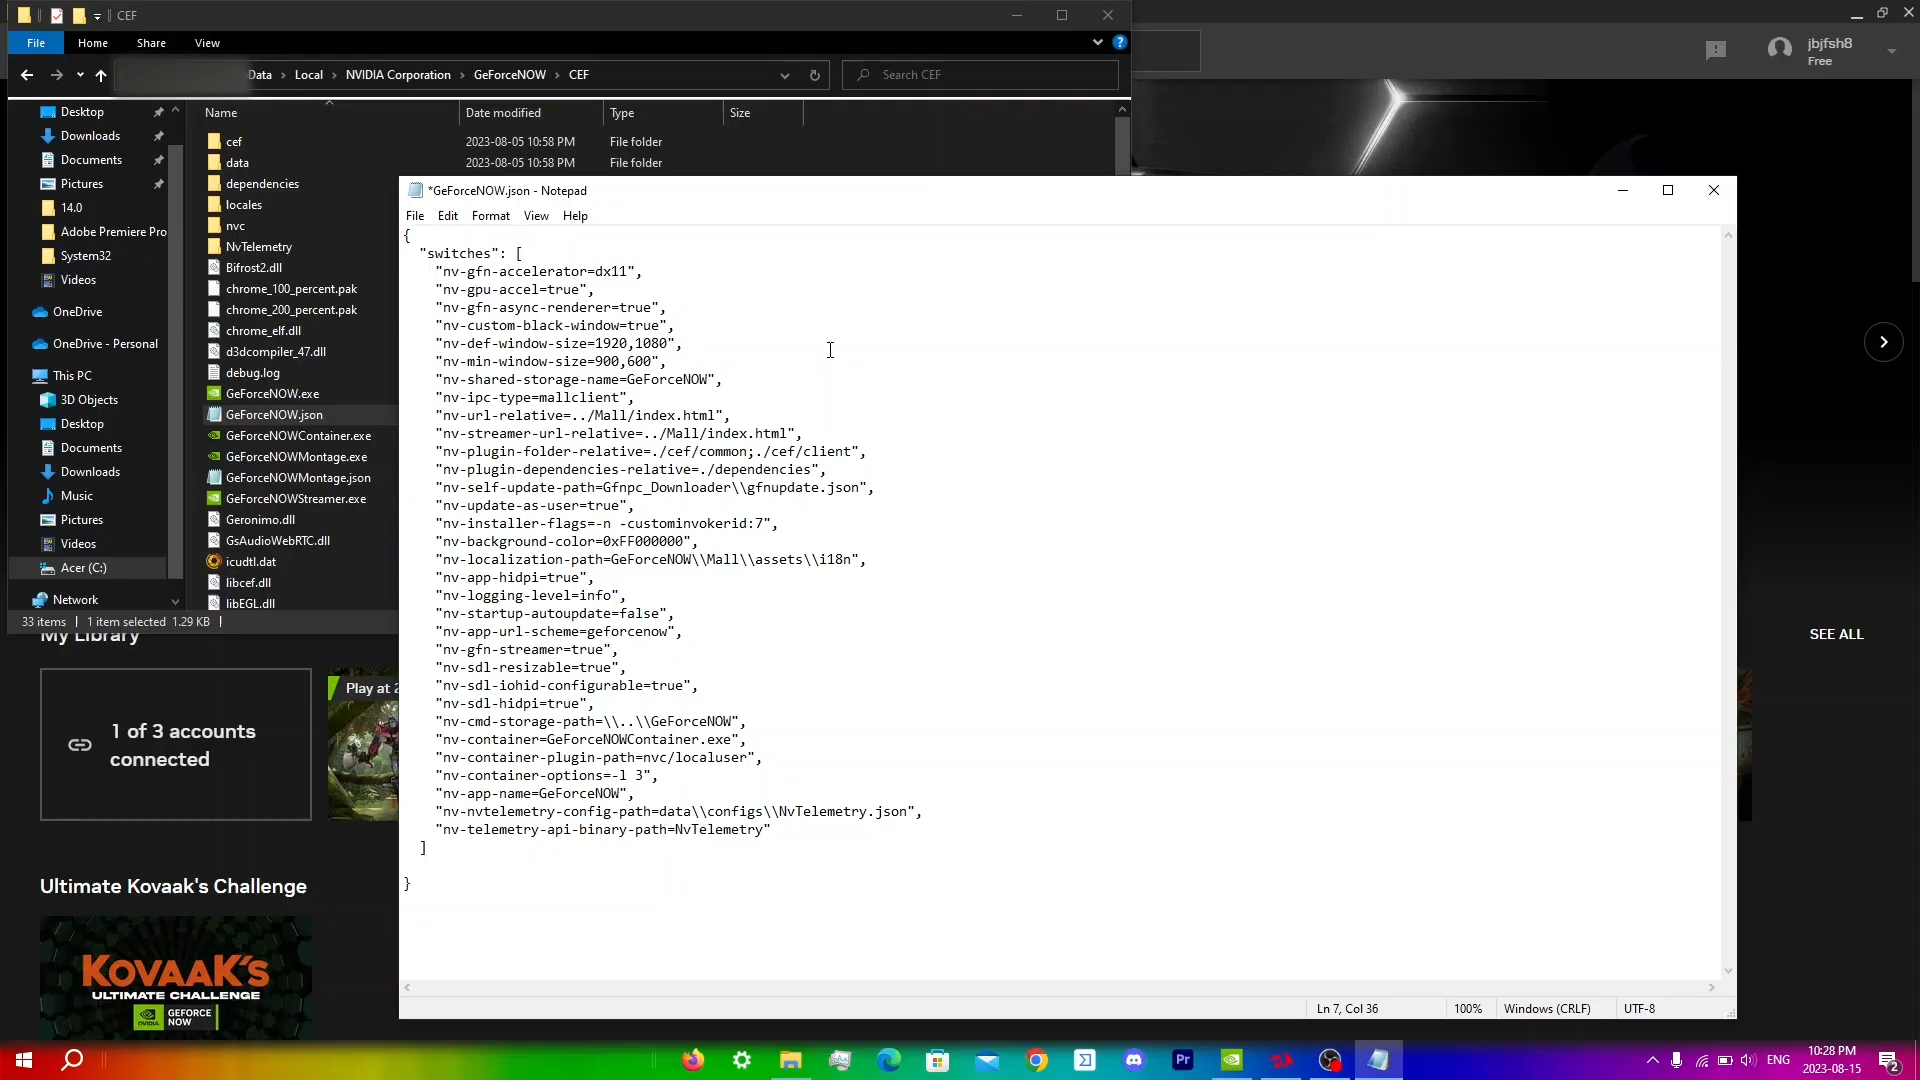 CEF
File Home Share View
Data Local NVIDIA Corporation GeForceNOW CEF
Search CEF
jbjfsh8
Free
Desktop
Downloads
Documents
Pictures
14.0
Adobe Premiere Pro
System32
Videos
OneDrive
OneDrive - Personal
This PC
3D Objects
Desktop
Documents
Downloads
Music
Pictures
Videos
Acer (C:)
Network
Name Date modified Type Size
cef 2023-08-05 10:58 PM File folder
data 2023-08-05 10:58 PM File folder
dependencies
locales
nvc
NvTelemetry
Bifrost2.dll
chrome_100_percent.pak
chrome_200_percent.pak
chrome_elf.dll
d3dcompiler_47.dll
debug.log
GeForceNOW.exe
GeForceNOW.json
GeForceNOWContainer.exe
GeForceNOWMontage.exe
GeForceNOWMontage.json
GeForceNOWStreamer.exe
Geronimo.dll
GsAudioWebRTC.dll
icudtl.dat
libcef.dll
libEGL.dll
33 items 1 item selected 1.29 KB
*GeForceNOW.json - Notepad
File Edit Format View Help
{
"switches": [
"nv-gfn-accelerator=dx11",
"nv-gpu-accel=true",
"nv-gfn-async-renderer=true",
"nv-custom-black-window=true",
"nv-def-window-size=1920,1080",
"nv-min-window-size=900,600",
"nv-shared-storage-name=GeForceNOW",
"nv-ipc-type=mallclient",
"nv-url-relative=../Mall/index.html",
"nv-streamer-url-relative=../Mall/index.html",
"nv-plugin-folder-relative=./cef/common;./cef/client",
"nv-plugin-dependencies-relative=./dependencies",
"nv-self-update-path=Gfnpc_Downloader\\gfnupdate.json",
"nv-update-as-user=true",
"nv-installer-flags=-n -custominvokerid:7",
"nv-background-color=0xFF000000",
"nv-localization-path=GeForceNOW\\Mall\\assets\\i18n",
"nv-app-hidpi=true",
"nv-logging-level=info",
"nv-startup-autoupdate=false",
"nv-app-url-scheme=geforcenow",
"nv-gfn-streamer=true",
"nv-sdl-resizable=true",
"nv-sdl-iohid-configurable=true",
"nv-sdl-hidpi=true",
"nv-cmd-storage-path=\\..\\GeForceNOW",
"nv-container=GeForceNOWContainer.exe",
"nv-container-plugin-path=nvc/localuser",
"nv-container-options=-l 3",
"nv-app-name=GeForceNOW",
"nv-nvtelemetry-config-path=data\\configs\\NvTelemetry.json",
"nv-telemetry-api-binary-path=NvTelemetry"
]
}
Ln 7, Col 36 100% Windows (CRLF) UTF-8
My Library
SEE ALL
1 of 3 accounts
connected
Play at
Ultimate Kovaak's Challenge
KOVAAK'S
ULTIMATE CHALLENGE
NVIDIA GEFORCE
NOW
Pr
ENG
10:28 PM
2023-08-15
2